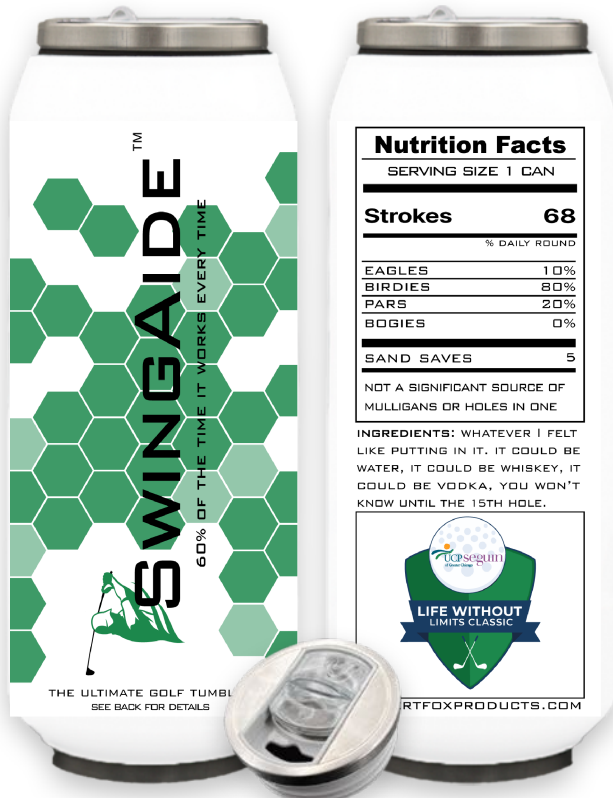 SWINGAIDE™
60% OF THE TIME IT WORKS EVERY TIME
THE ULTIMATE GOLF TUMBL
SEE BACK FOR DETAILS
Nutrition Facts
SERVING SIZE 1 CAN
Strokes 68
% DAILY ROUND
EAGLES 10%
BIRDIES 80%
PARS 20%
BOGIES 0%
SAND SAVES 5
NOT A SIGNIFICANT SOURCE OF
MULLIGANS OR HOLES IN ONE
INGREDIENTS: WHATEVER I FELT
LIKE PUTTING IN IT. IT COULD BE
WATER, IT COULD BE WHISKEY, IT
COULD BE VODKA, YOU WON'T
KNOW UNTIL THE 15TH HOLE.
UCPseguin
of Greater Chicago
LIFE WITHOUT
LIMITS CLASSIC
RTFOXPRODUCTS.COM